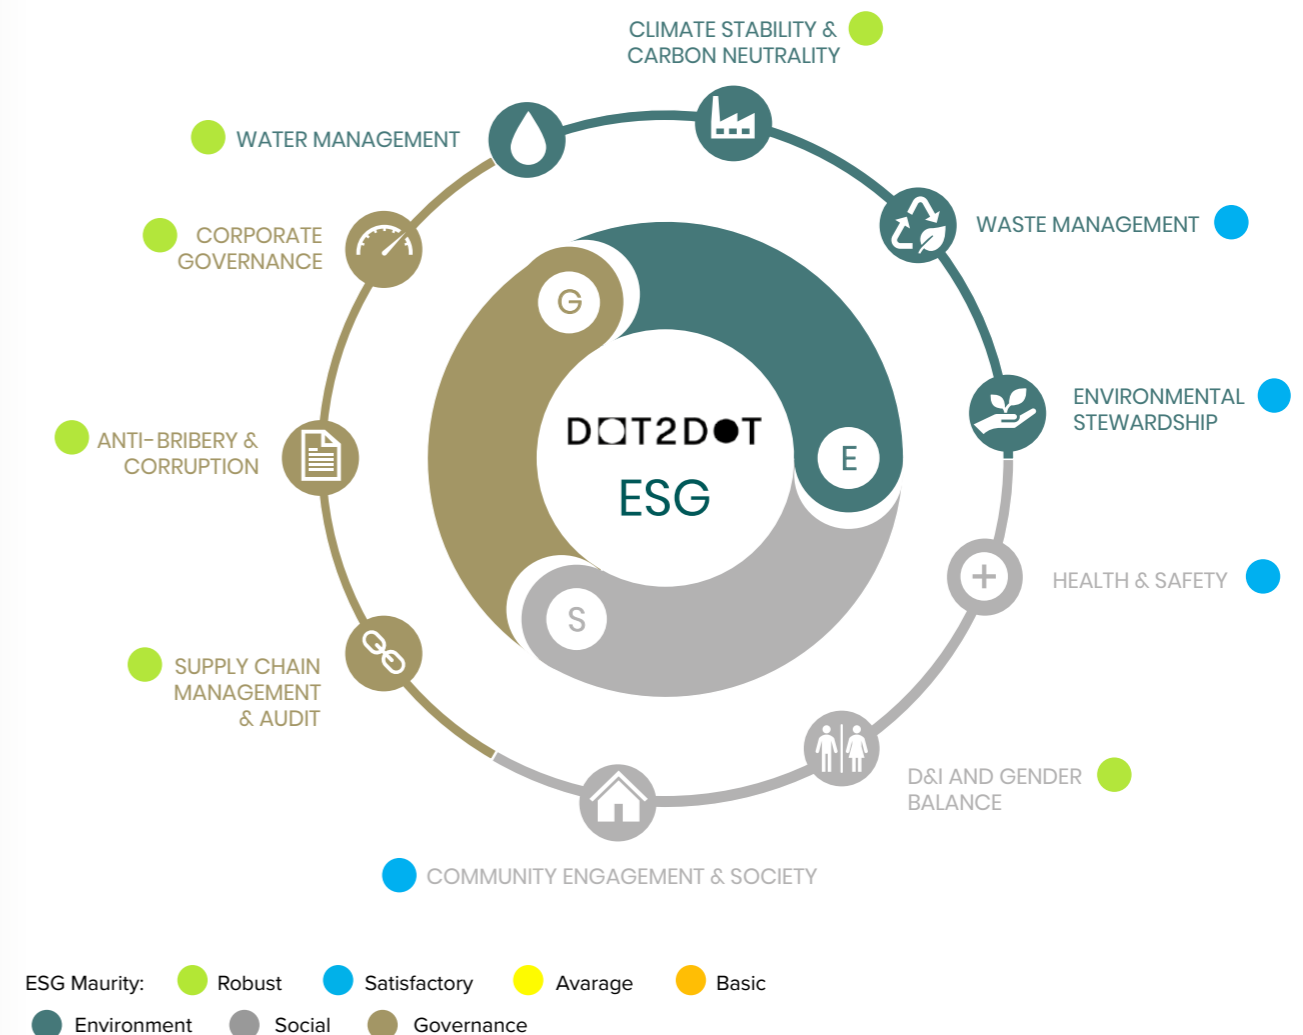 CLIMATE STABILITY &
CARBON NEUTRALITY
WATER MANAGEMENT
WASTE MANAGEMENT
CORPORATE
GOVERNANCE
G
ENVIRONMENTAL
STEWARDSHIP
DOT2DOT
ESG
E
ANTI-BRIBERY &
CORRUPTION
HEALTH & SAFETY
S
SUPPLY CHAIN
MANAGEMENT
& AUDIT
D&I AND GENDER
BALANCE
COMMUNITY ENGAGEMENT & SOCIETY
ESG Maurity: Robust Satisfactory Avarage Basic
Environment Social Governance